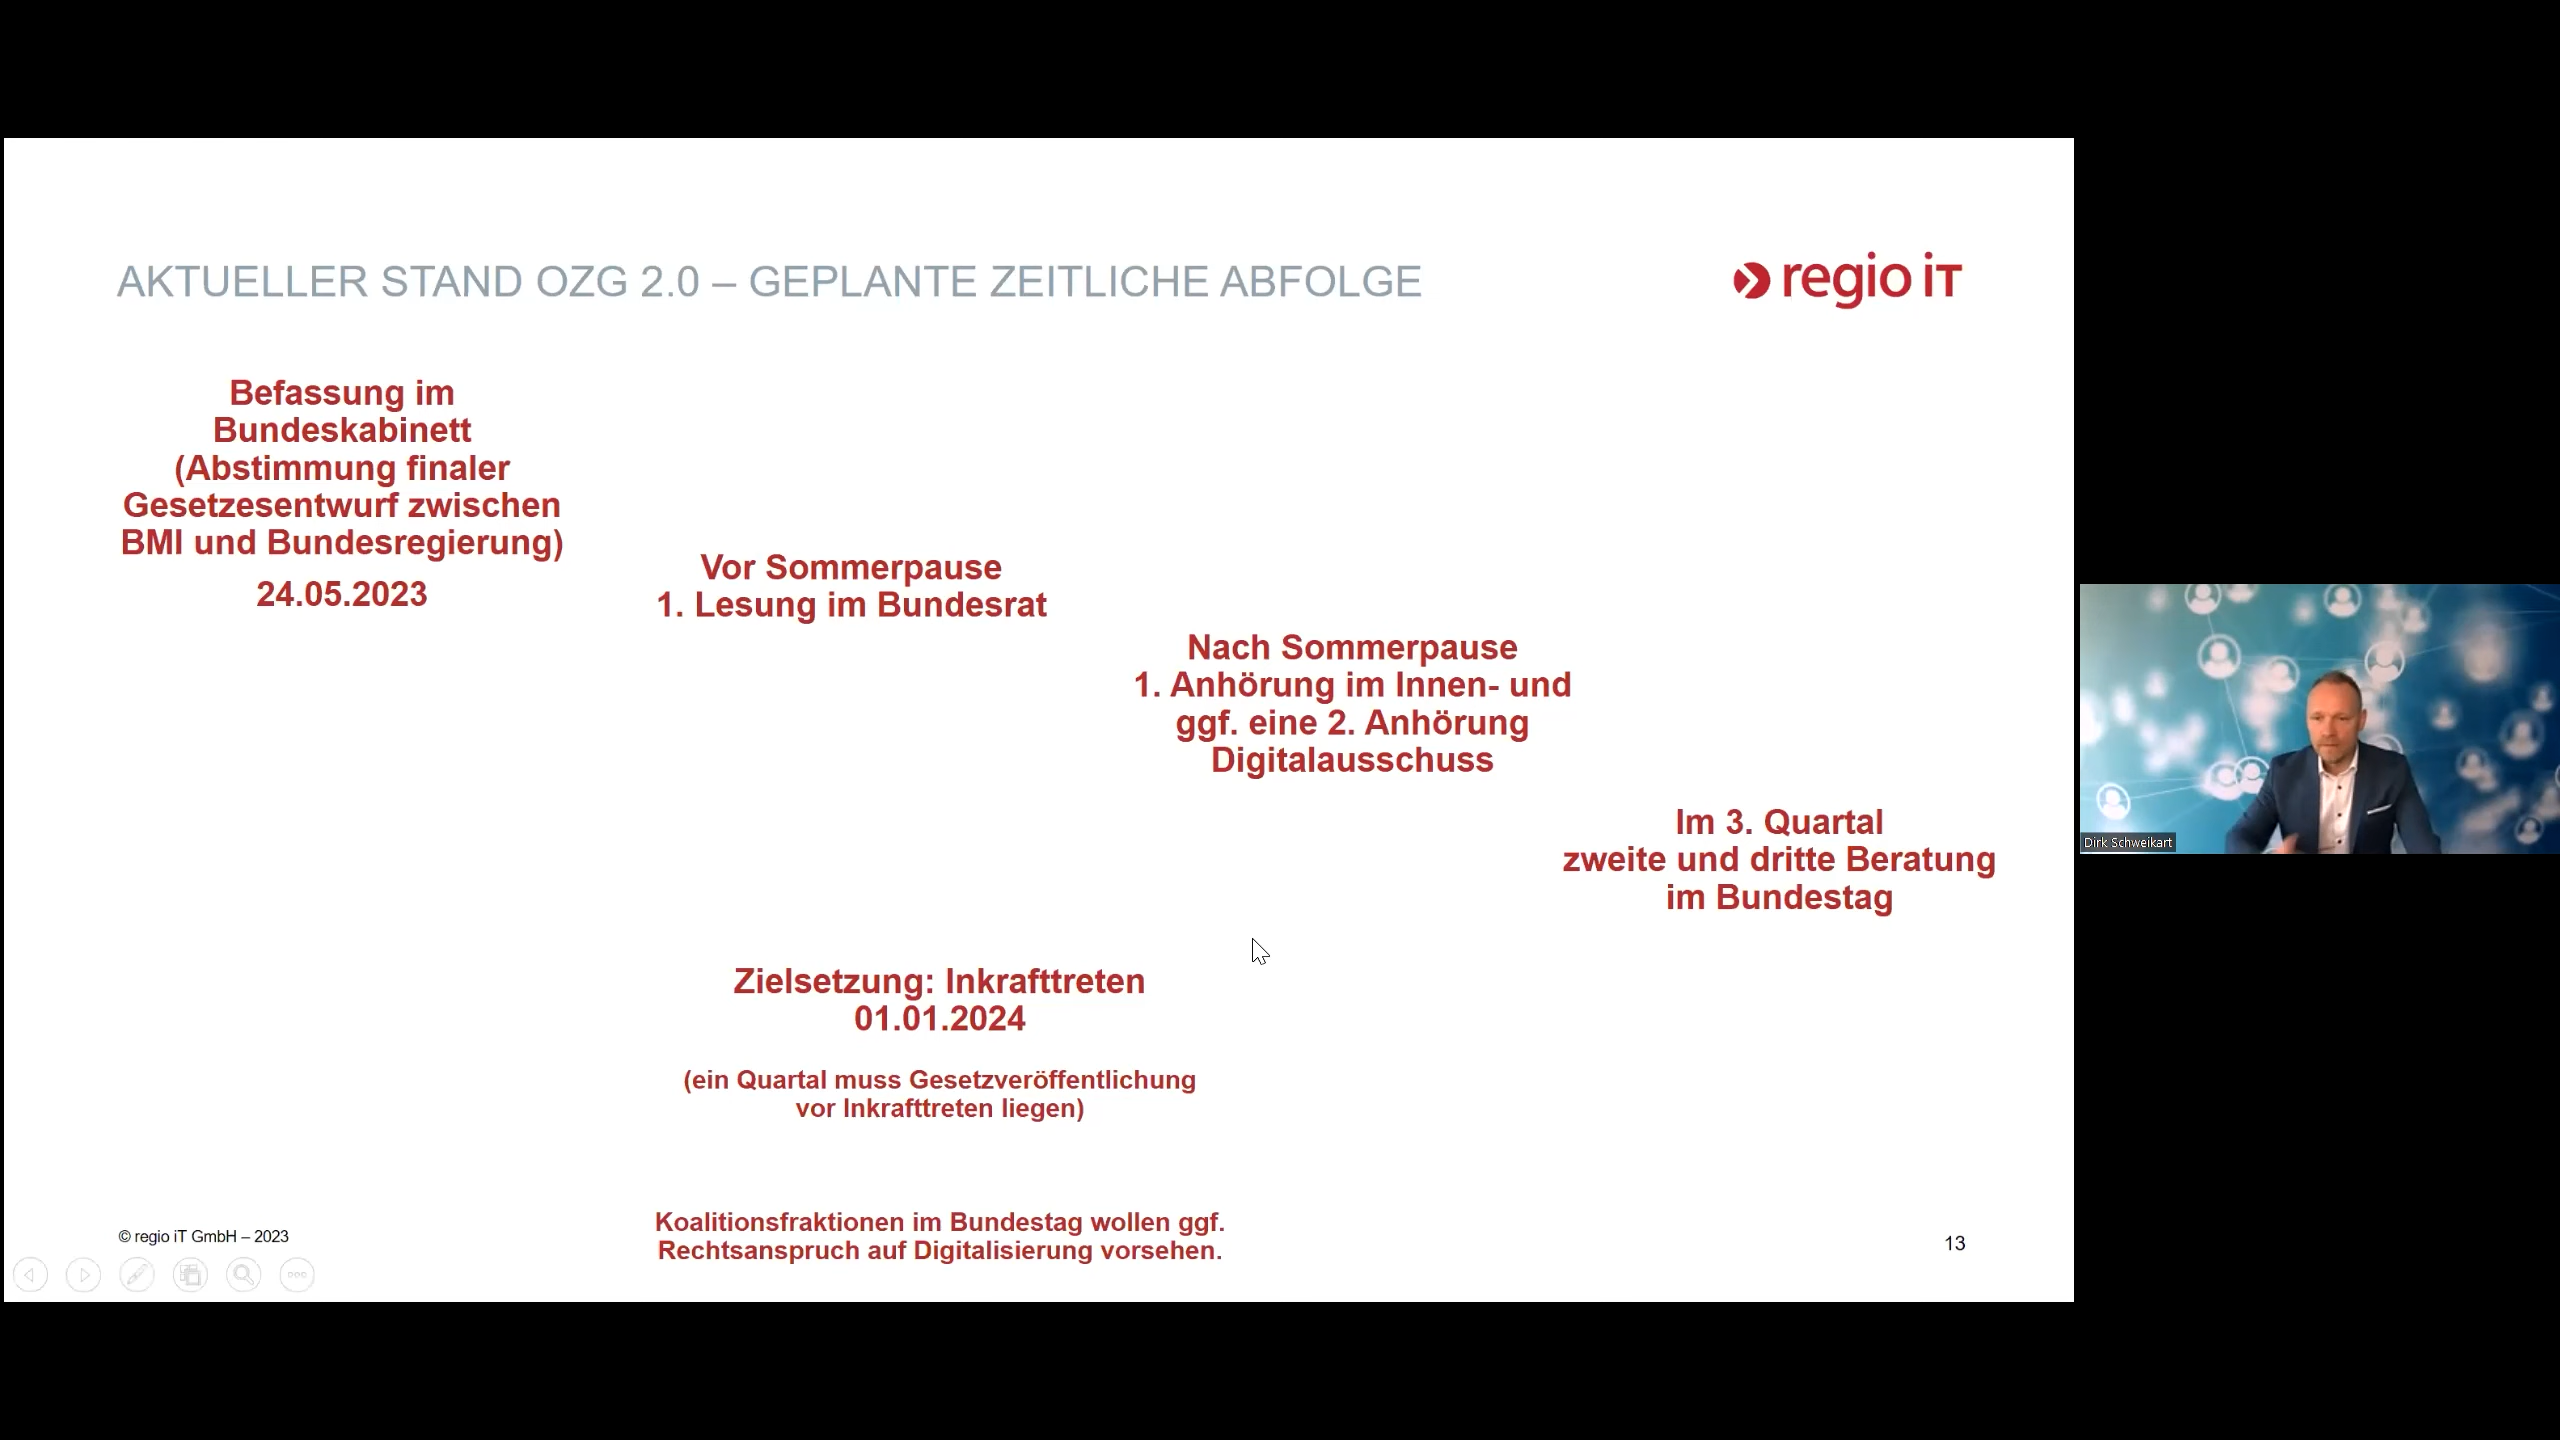 AKTUELLER STAND OZG 2.0 – GEPLANTE ZEITLICHE ABFOLGE
regio iT
Befassung im
Bundeskabinett
(Abstimmung finaler
Gesetzesentwurf zwischen
BMI und Bundesregierung)
24.05.2023
Vor Sommerpause
1. Lesung im Bundesrat
Nach Sommerpause
1. Anhörung im Innen- und
ggf. eine 2. Anhörung
Digitalausschuss
Im 3. Quartal
zweite und dritte Beratung
im Bundestag
Zielsetzung: Inkrafttreten
01.01.2024
(ein Quartal muss Gesetzveröffentlichung
vor Inkrafttreten liegen)
Koalitionsfraktionen im Bundestag wollen ggf.
Rechtsanspruch auf Digitalisierung vorsehen.
© regio iT GmbH – 2023
13
Dirk Schweikart